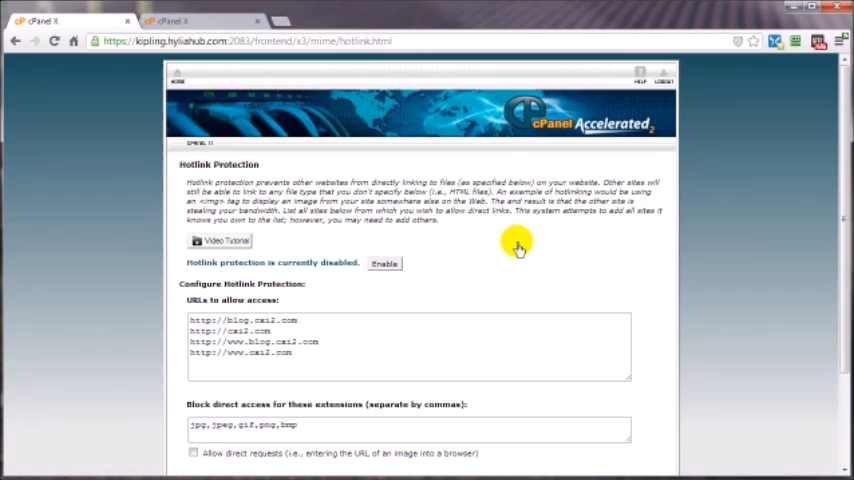 cPanel X
cPanel X
https://kipling.hyliahub.com:2083/frontend/x3/mime/hotlink.html
HOME
HELP
LOGOUT
cPanel Accelerated2
CPANEL 11
Hotlink Protection
Hotlink protection prevents other websites from directly linking to files (as specified below) on your website. Other sites will
still be able to link to any file type that you don't specify below (i.e., HTML files). An example of hotlinking would be using
an <img> tag to display an image from your site somewhere else on the Web. The end result is that the other site is
stealing your bandwidth. List all sites below from which you wish to allow direct links. This system attempts to add all sites it
knows you own to the list; however, you may need to add others.
Video Tutorial
Hotlink protection is currently disabled.
Enable
Configure Hotlink Protection:
URLs to allow access:
http://blog.cxi2.com
http://cxi2.com
http://www.blog.cxi2.com
http://www.cxi2.com
Block direct access for these extensions (separate by commas):
jpg,jpeg,gif,png,bmp
Allow direct requests (i.e., entering the URL of an image into a browser)